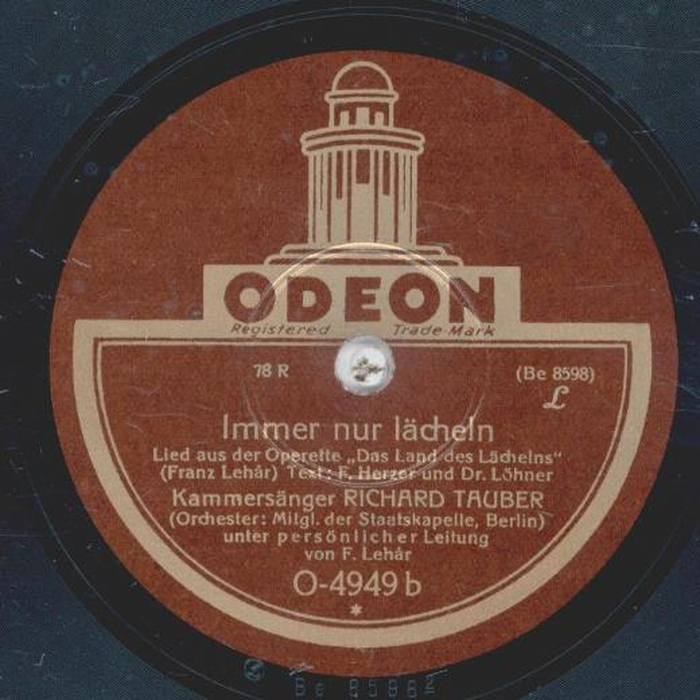 ODEON
Registered Trade-Mark
78 R (Be 8598)
L
Immer nur lächeln
Lied aus der Operette „Das Land des Lächelns“
(Franz Lehár) Text: F. Herzer und Dr. Löhner
Kammersänger RICHARD TAUBER
(Orchester: Mitgl. der Staatskapelle, Berlin)
unter persönlicher Leitung
von F. Lehár
O-4949 b
*
Be